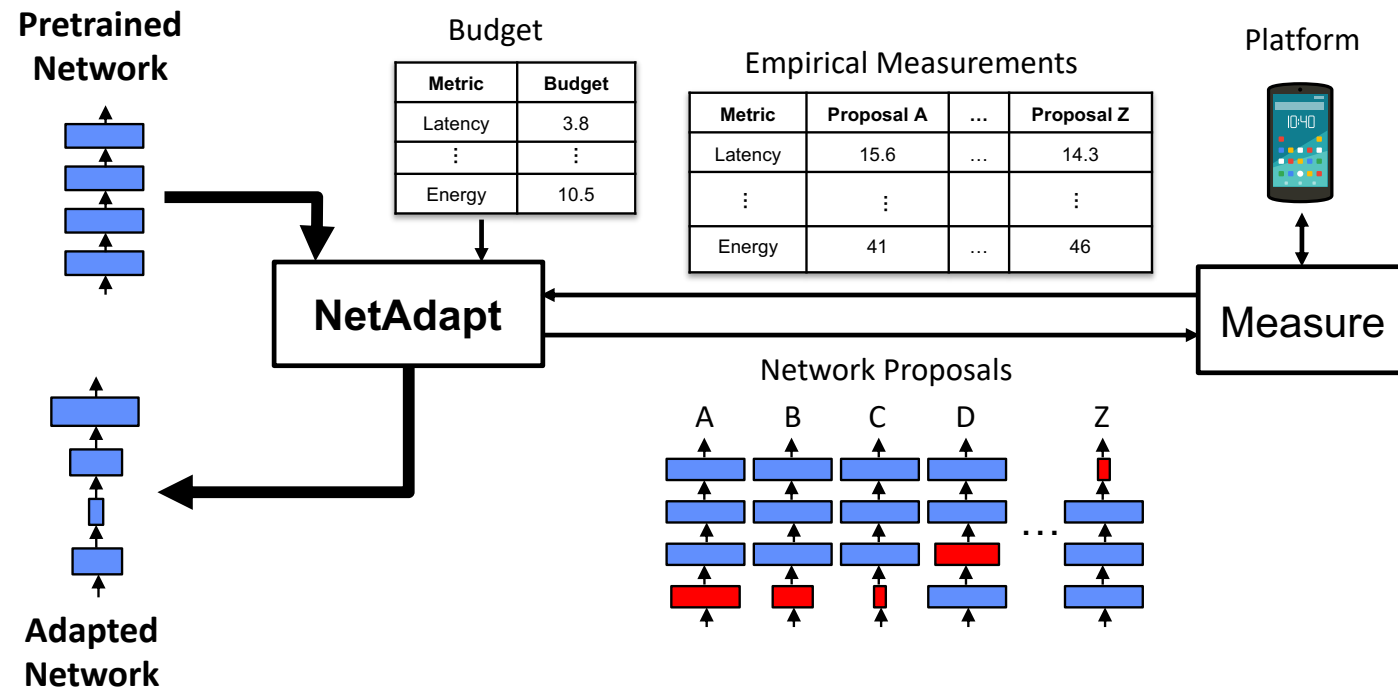 Pretrained
Network
Budget
Metric Budget
Latency 3.8
⋮ ⋮
Energy 10.5
Empirical Measurements
Metric Proposal A ... Proposal Z
Latency 15.6 ... 14.3
⋮ ⋮ ⋮
Energy 41 ... 46
Platform
10:40
NetAdapt
Measure
Network Proposals
A B C D Z
...
Adapted
Network